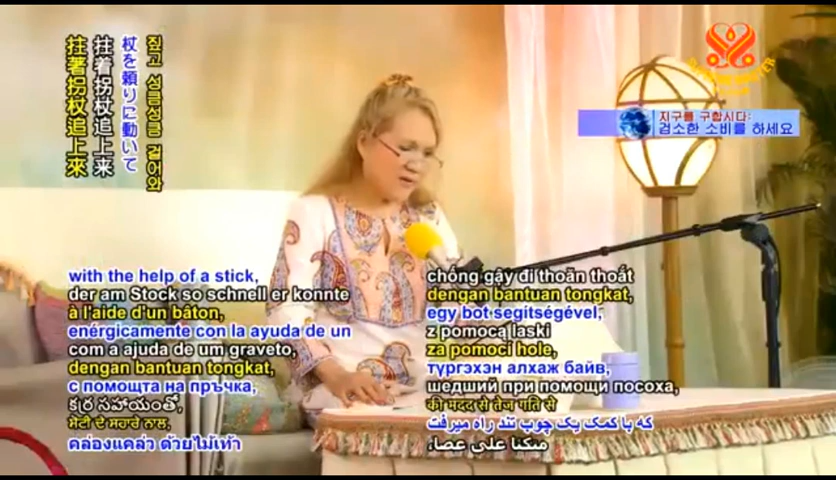 拄著拐杖追上來
拄着拐杖追上来
杖を頼りに動いて
짚고 성큼성큼 걸어와
SUPREME MASTER
지구를 구합시다:
검소한 소비를 하세요
with the help of a stick,
der am Stock so schnell er konnte
à l'aide d'un bâton,
enérgicamente con la ayuda de un
com a ajuda de um graveto,
dengan bantuan tongkat,
с помощта на пръчка,
కర్ర సహాయంతో,
ਸੋਟੀ ਦੇ ਸਹਾਰੇ ਨਾਲ,
คล่องแคล่ว ด้วยไม้เท้า
chống gậy đi thoăn thoắt
dengan bantuan tongkat,
egy bot segítségével,
z pomocą laski
za pomoci hole,
түргэхэн алхаж байв,
шедший при помощи посоха,
की मदद से तेज गति से
که با کمک یک چوب تند راه میرفت
متكئا على عصا،